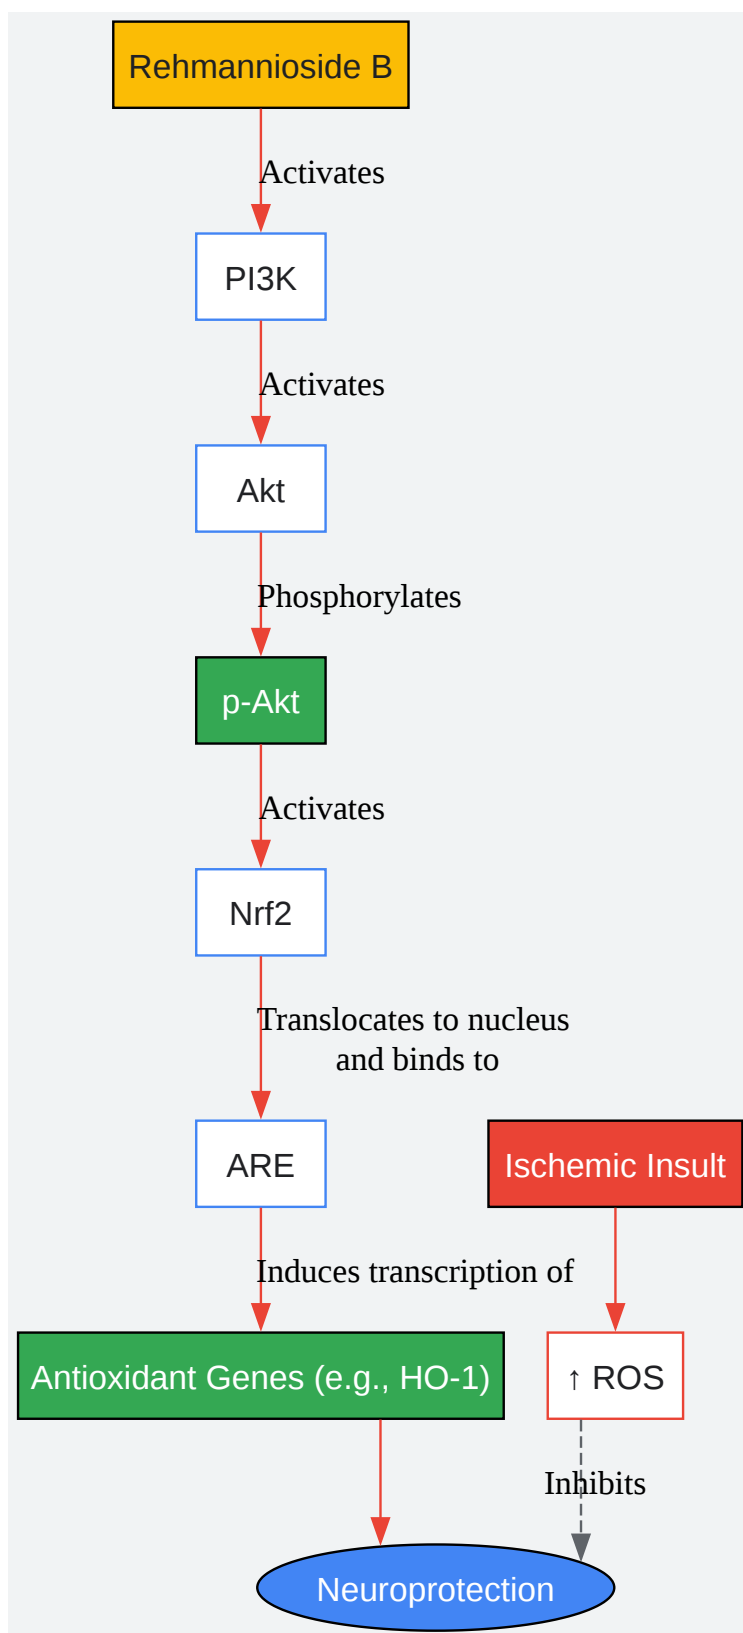 Rehmannioside B
Activates
PI3K
Activates
Akt
Phosphorylates
p-Akt
Activates
Nrf2
Translocates to nucleus
and binds to
ARE
Ischemic Insult
Induces transcription of
Antioxidant Genes (e.g., HO-1)
↑ ROS
Inhibits
Neuroprotection